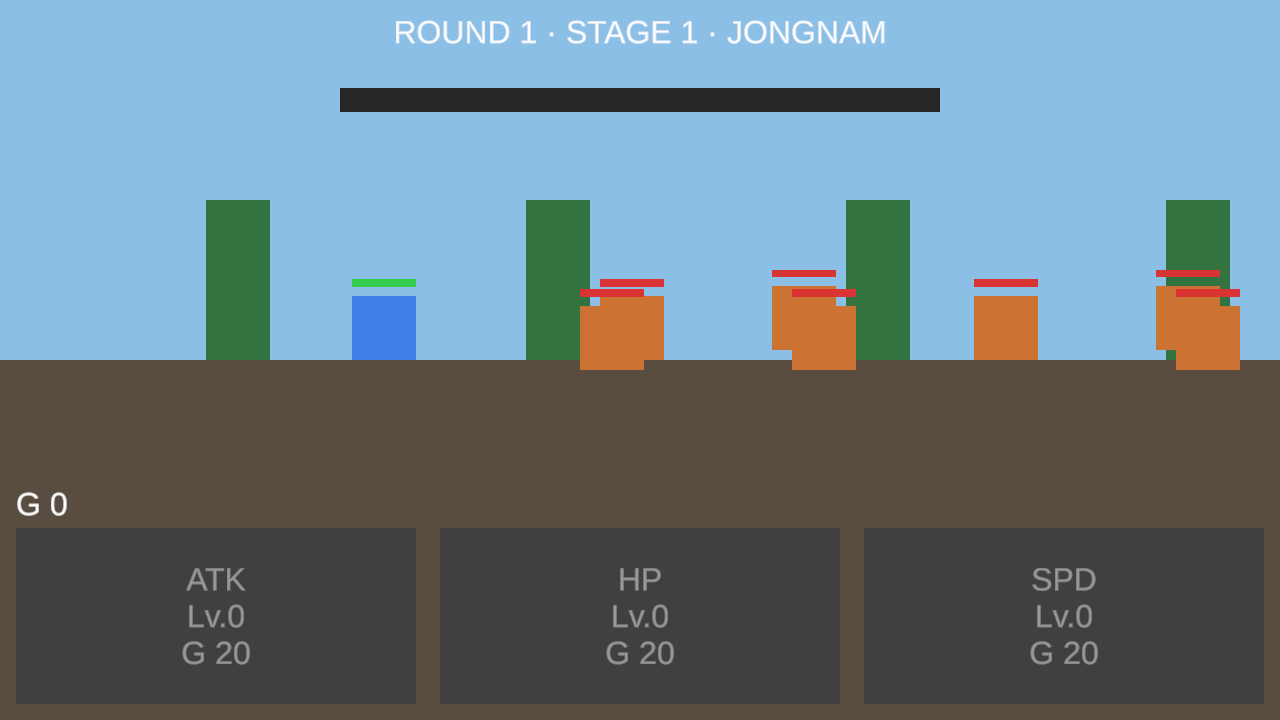 ROUND 1 · STAGE 1 · JONGNAM
G 0
ATK
Lv.0
G 20
HP
Lv.0
G 20
SPD
Lv.0
G 20